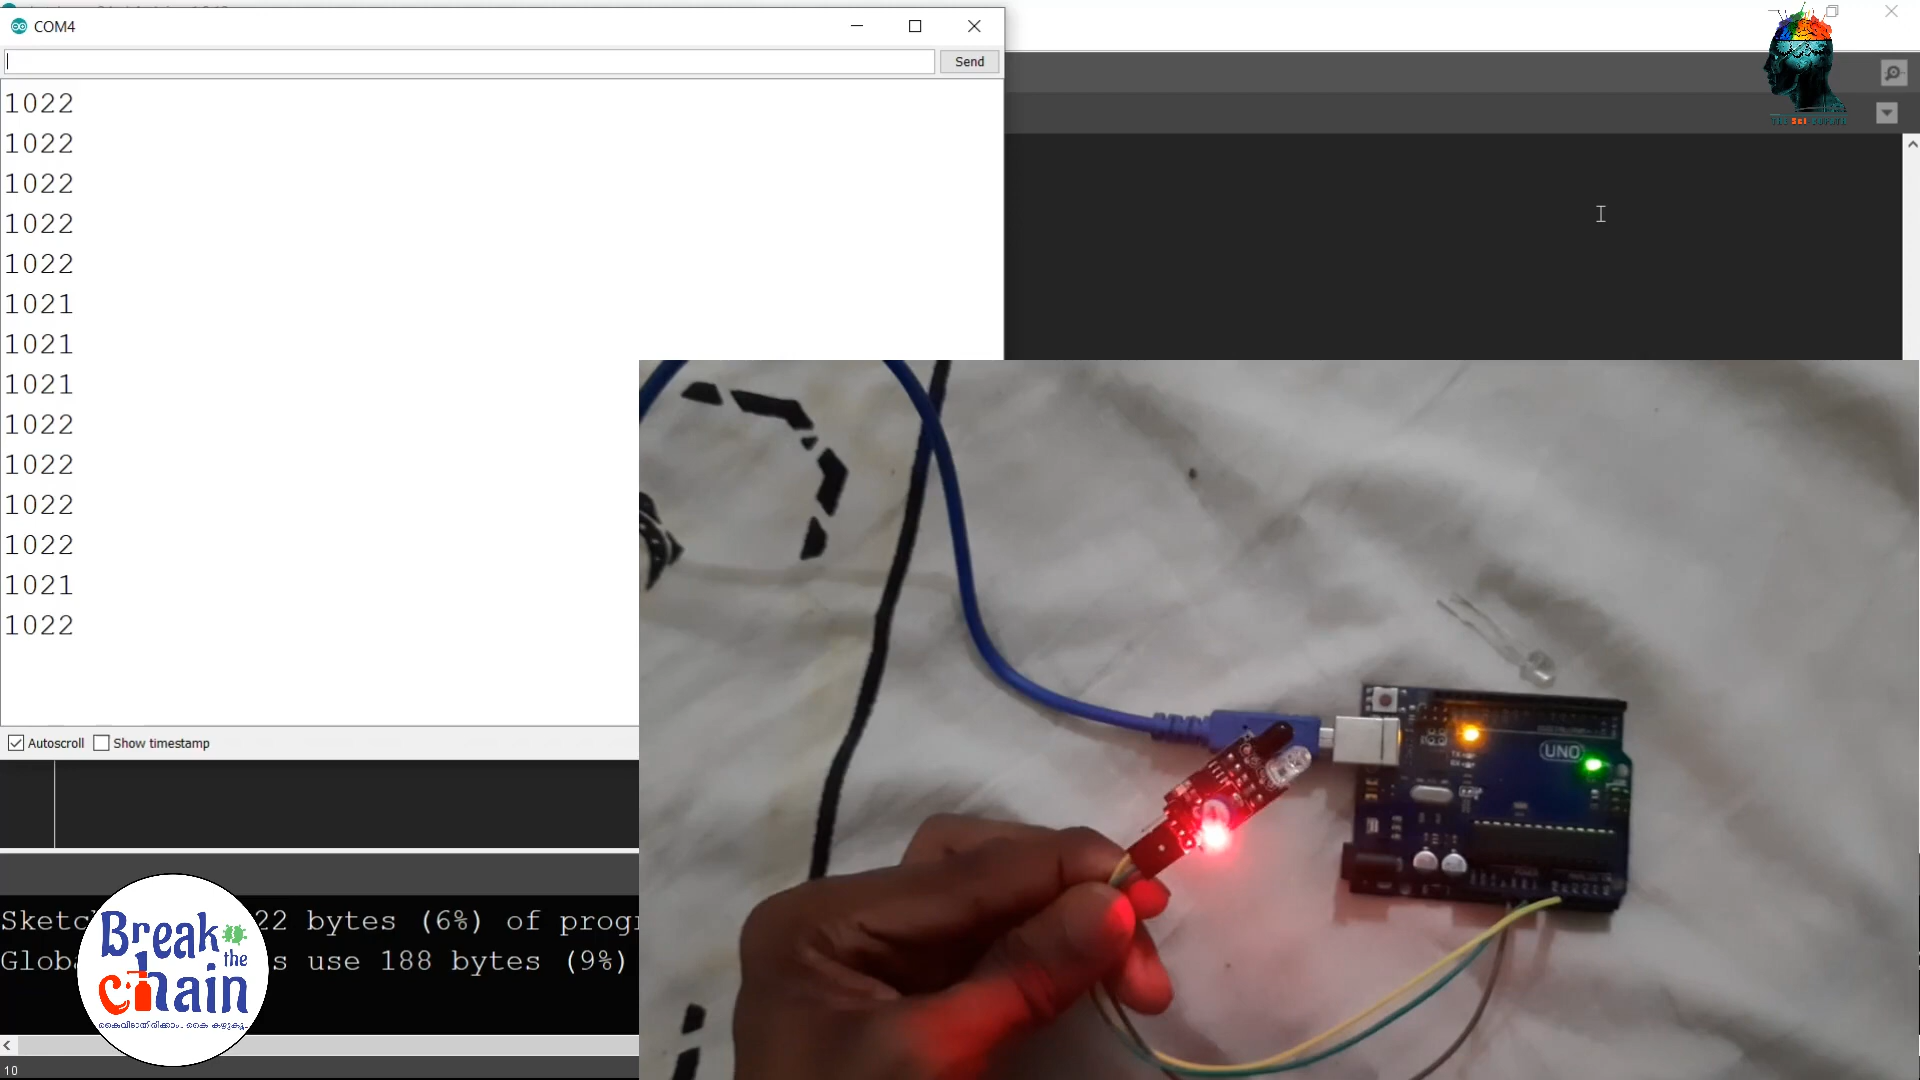 COM4
Send
1022
1022
1022
1022
1022
1021
1021
1021
1022
1022
1022
1022
1021
1022
Autoscroll
Show timestamp
22 bytes (6%) of
use 188 bytes (9%)
Break
the
chain
10
UNO